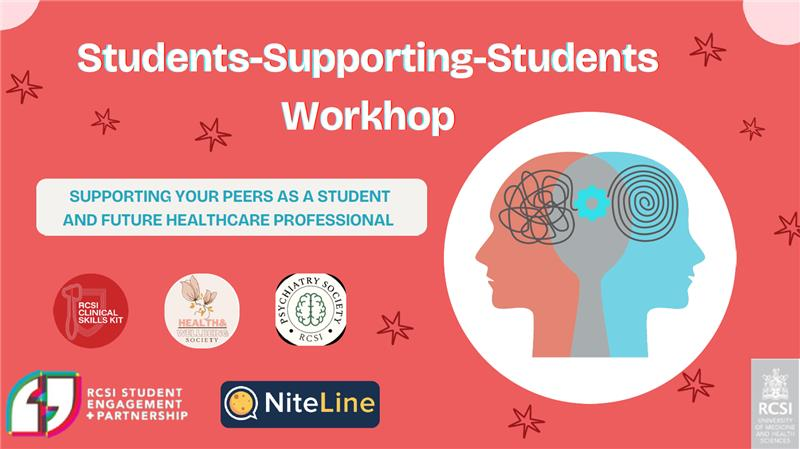 Students-Supporting-Students
Workhop
SUPPORTING YOUR PEERS AS A STUDENT
AND FUTURE HEALTHCARE PROFESSIONAL
RCSI
CLINICAL
SKILLS KIT
HEALTH&
WELLBEING
SOCIETY
PSYCHIATRY SOCIETY
• RCSI •
RCSI STUDENT
ENGAGEMENT
+PARTNERSHIP
NiteLine
RCSI
UNIVERSITY
OF MEDICINE
AND HEALTH
SCIENCES